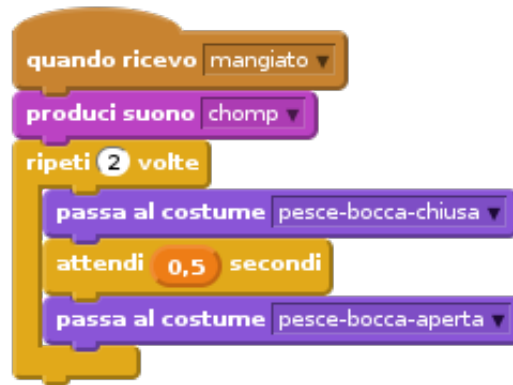 quando ricevo mangiato
produci suono chomp
ripeti 2 volte
passa al costume pesce-bocca-chiusa
attendi 0,5 secondi
passa al costume pesce-bocca-aperta